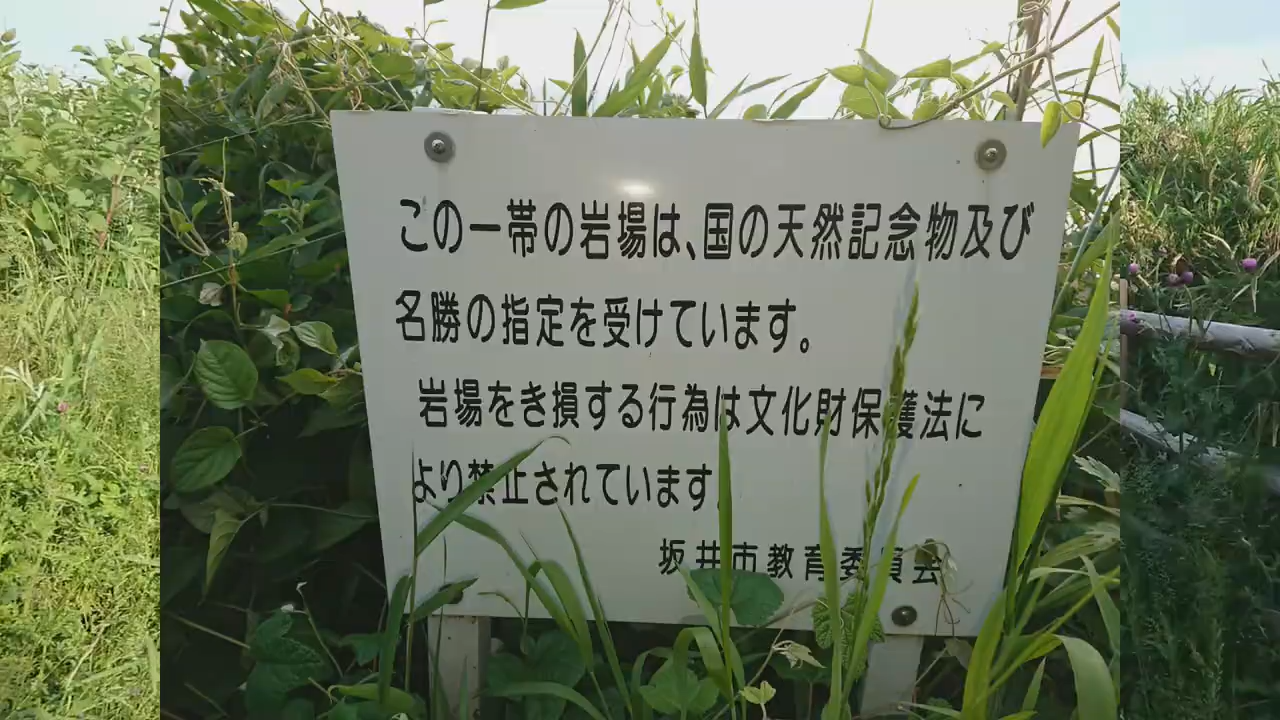 この一帯の岩場は、国の天然記念物及び
名勝の指定を受けています。
岩場をき損する行為は文化財保護法に
より禁止されています。
坂井市教育委員会